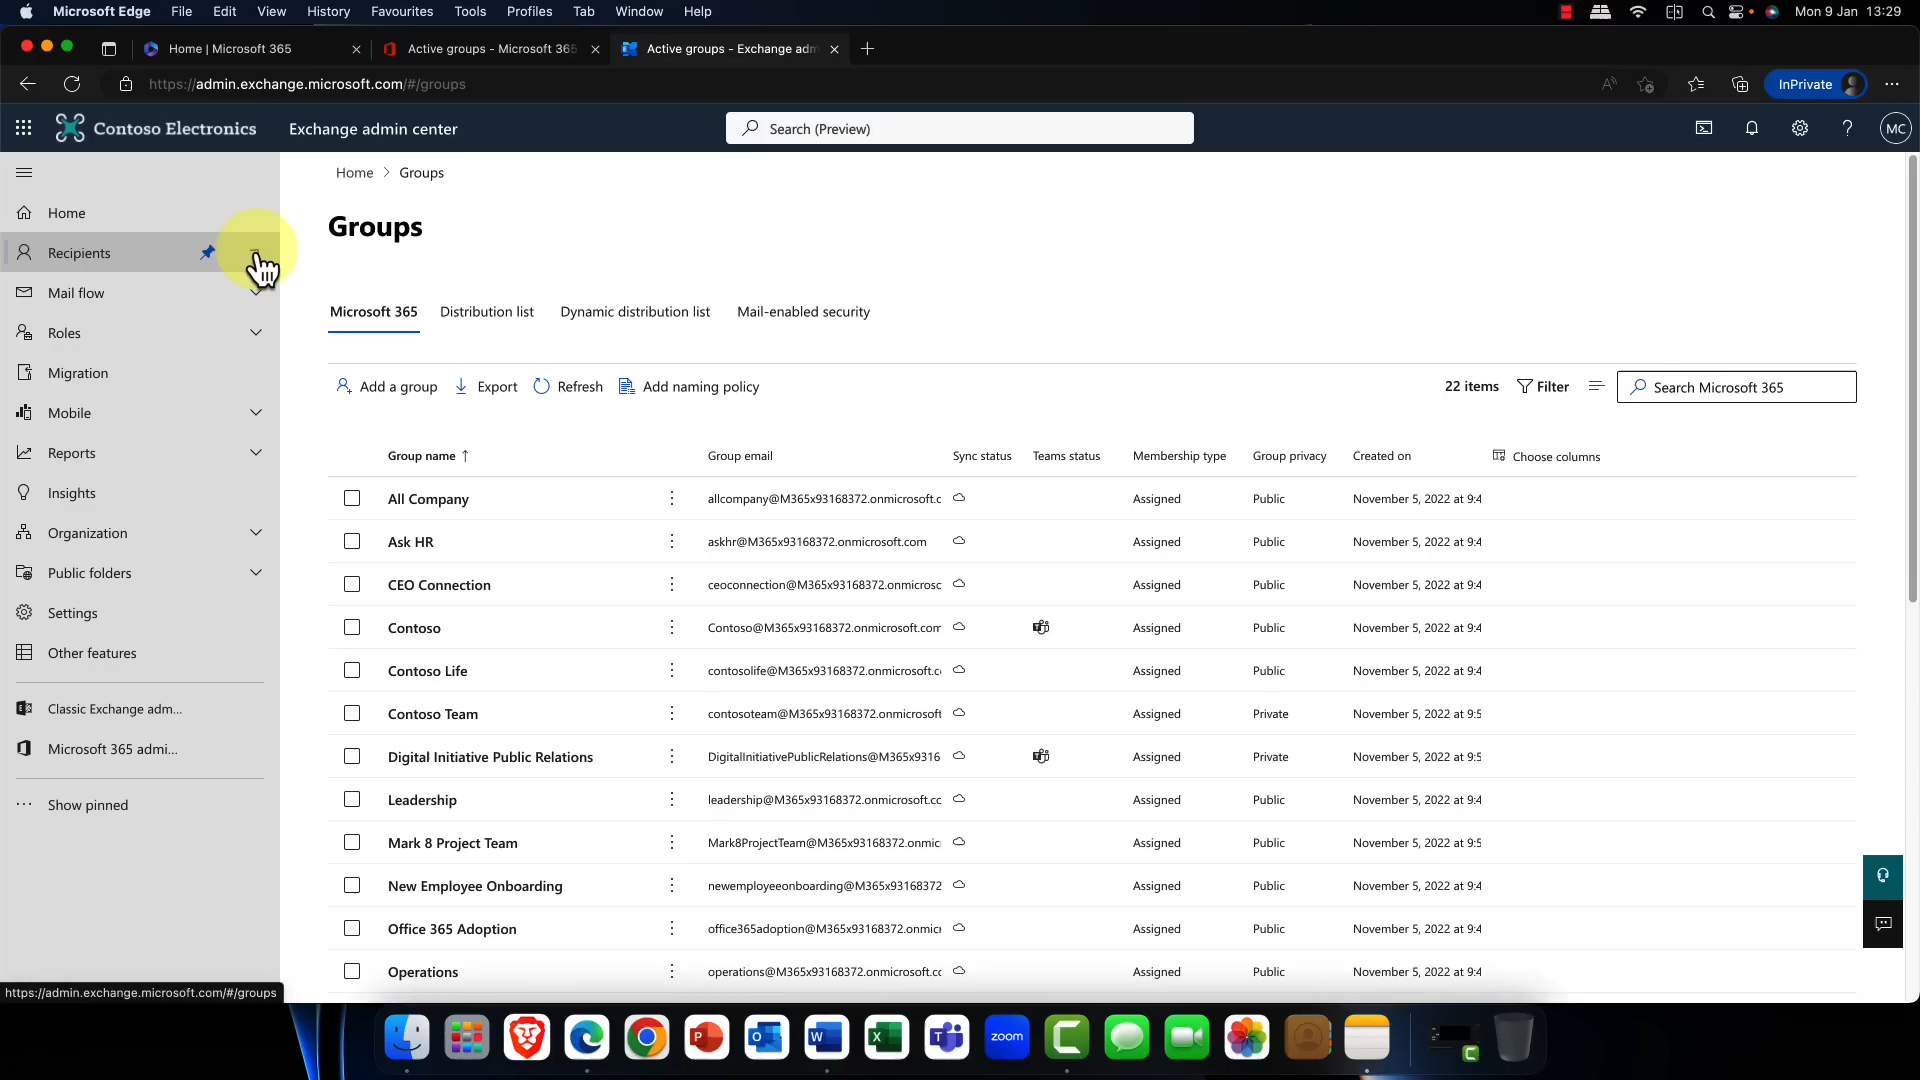 Microsoft Edge File Edit View History Favourites Tools Profiles Tab Window Help Mon 9 Jan 13:29
Home | Microsoft 365 Active groups - Microsoft 365 Active groups - Exchange adm
https://admin.exchange.microsoft.com/#/groups InPrivate
Contoso Electronics Exchange admin center Search (Preview) MC
Home > Groups
Home
Groups
Recipients
Mail flow
Microsoft 365 Distribution list Dynamic distribution list Mail-enabled security
Roles
Migration
Add a group Export Refresh Add naming policy 22 items Filter Search Microsoft 365
Mobile
Reports
Group name ↑ Group email Sync status Teams status Membership type Group privacy Created on Choose columns
Insights
All Company allcompany@M365x93168372.onmicrosoft.c Assigned Public November 5, 2022 at 9:4
Organization
Ask HR askhr@M365x93168372.onmicrosoft.com Assigned Public November 5, 2022 at 9:4
Public folders
CEO Connection ceoconnection@M365x93168372.onmicrosc Assigned Public November 5, 2022 at 9:4
Settings
Contoso Contoso@M365x93168372.onmicrosoft.com Assigned Public November 5, 2022 at 9:4
Other features
Contoso Life contosolife@M365x93168372.onmicrosoft.c Assigned Public November 5, 2022 at 9:4
Classic Exchange adm...
Contoso Team contosoteam@M365x93168372.onmicrosoft Assigned Private November 5, 2022 at 9:5
Microsoft 365 admi...
Digital Initiative Public Relations DigitalInitiativePublicRelations@M365x9316 Assigned Private November 5, 2022 at 9:5
Show pinned
Leadership leadership@M365x93168372.onmicrosoft.cc Assigned Public November 5, 2022 at 9:4
Mark 8 Project Team Mark8ProjectTeam@M365x93168372.onmic Assigned Public November 5, 2022 at 9:5
New Employee Onboarding newemployeeonboarding@M365x93168372 Assigned Public November 5, 2022 at 9:4
Office 365 Adoption office365adoption@M365x93168372.onmic Assigned Public November 5, 2022 at 9:4
Operations operations@M365x93168372.onmicrosoft.cc Assigned Public November 5, 2022 at 9:4
https://admin.exchange.microsoft.com/#/groups
zoom